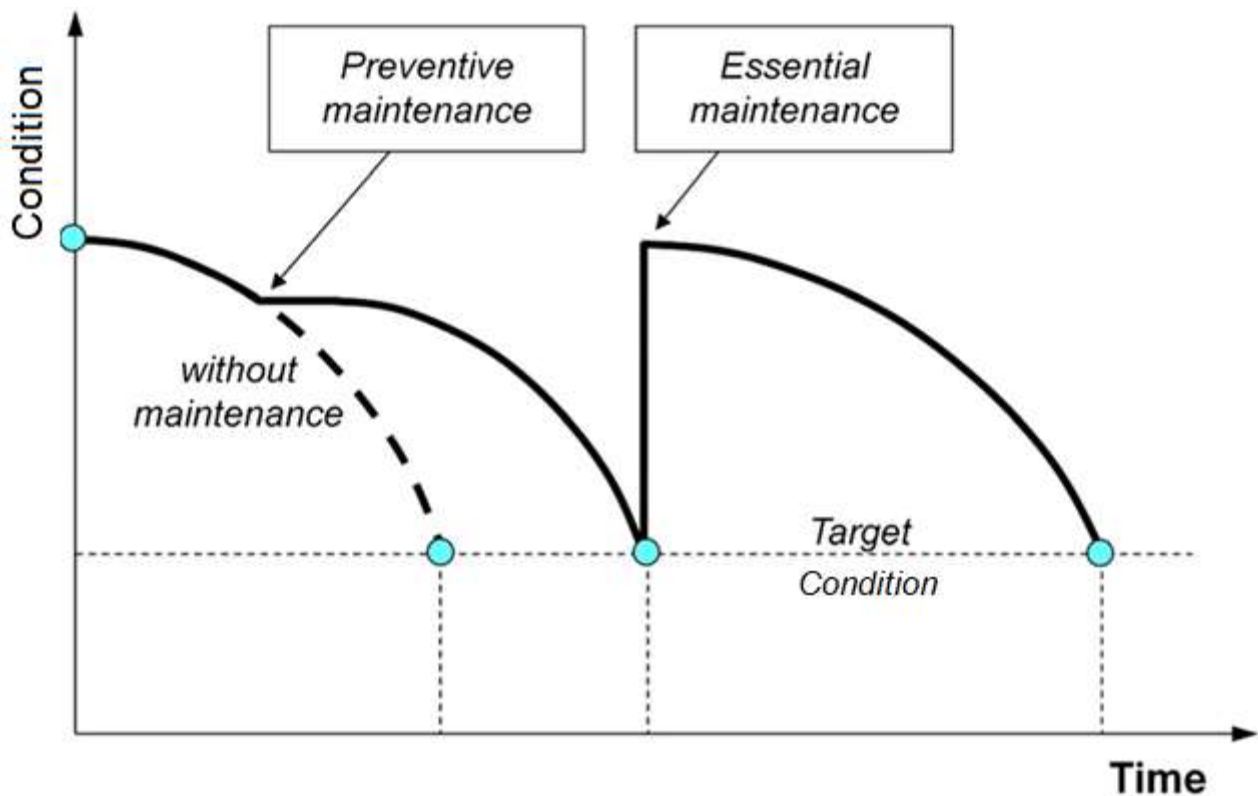 Condition
Preventive
maintenance
Essential
maintenance
without
maintenance
Target
Condition
Time